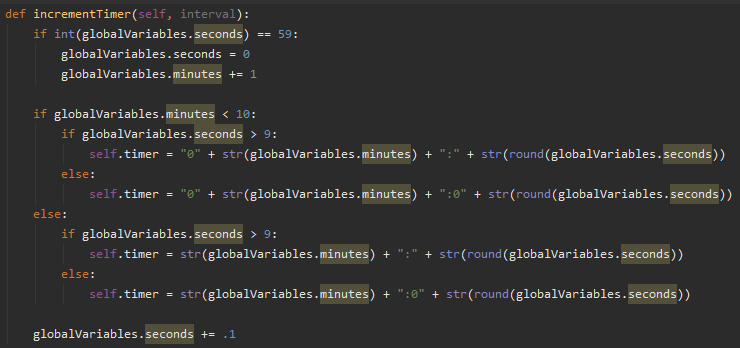 def incrementTimer(self, interval):
    if int(globalVariables.seconds) == 59:
        globalVariables.seconds = 0
        globalVariables.minutes += 1

    if globalVariables.minutes < 10:
        if globalVariables.seconds > 9:
            self.timer = "0" + str(globalVariables.minutes) + ":" + str(round(globalVariables.seconds))
        else:
            self.timer = "0" + str(globalVariables.minutes) + ":0" + str(round(globalVariables.seconds))
    else:
        if globalVariables.seconds > 9:
            self.timer = str(globalVariables.minutes) + ":" + str(round(globalVariables.seconds))
        else:
            self.timer = str(globalVariables.minutes) + ":0" + str(round(globalVariables.seconds))

    globalVariables.seconds += .1